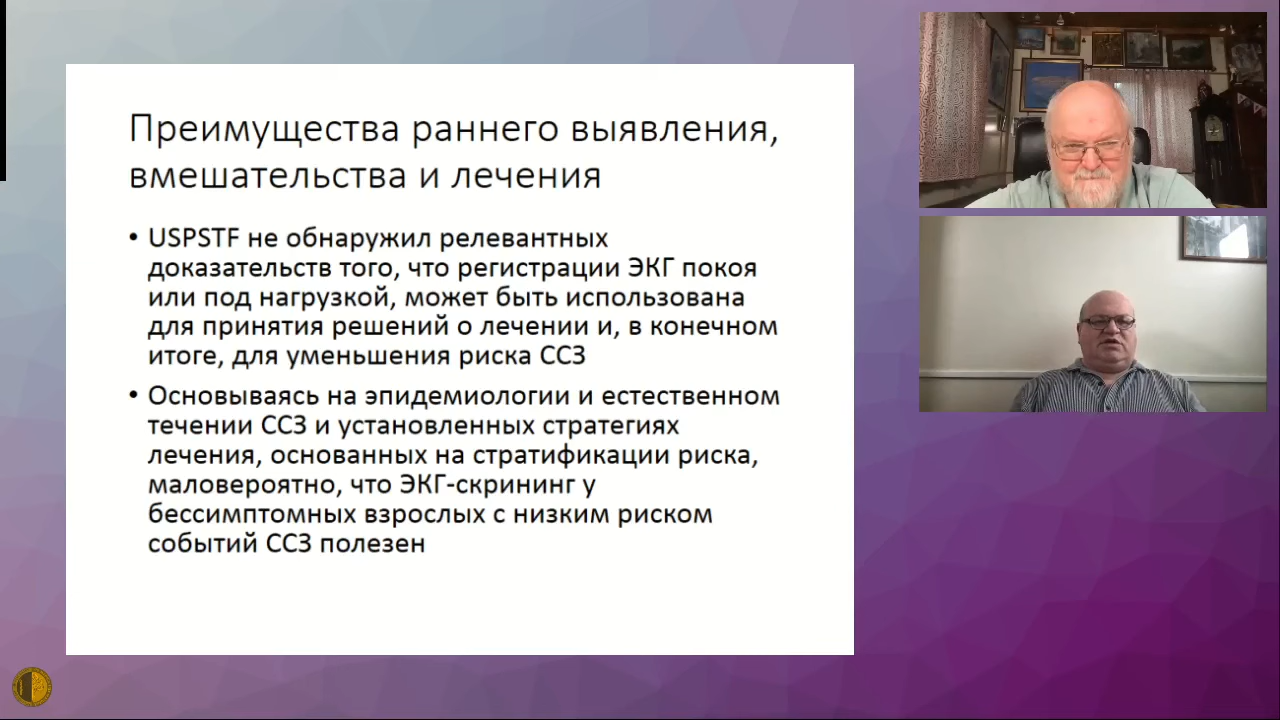 Преимущества раннего выявления,
вмешательства и лечения
• USPSTF не обнаружил релевантных
доказательств того, что регистрации ЭКГ покоя
или под нагрузкой, может быть использована
для принятия решений о лечении и, в конечном
итоге, для уменьшения риска ССЗ
• Основываясь на эпидемиологии и естественном
течении ССЗ и установленных стратегиях
лечения, основанных на стратификации риска,
маловероятно, что ЭКГ-скрининг у
бессимптомных взрослых с низким риском
событий ССЗ полезен